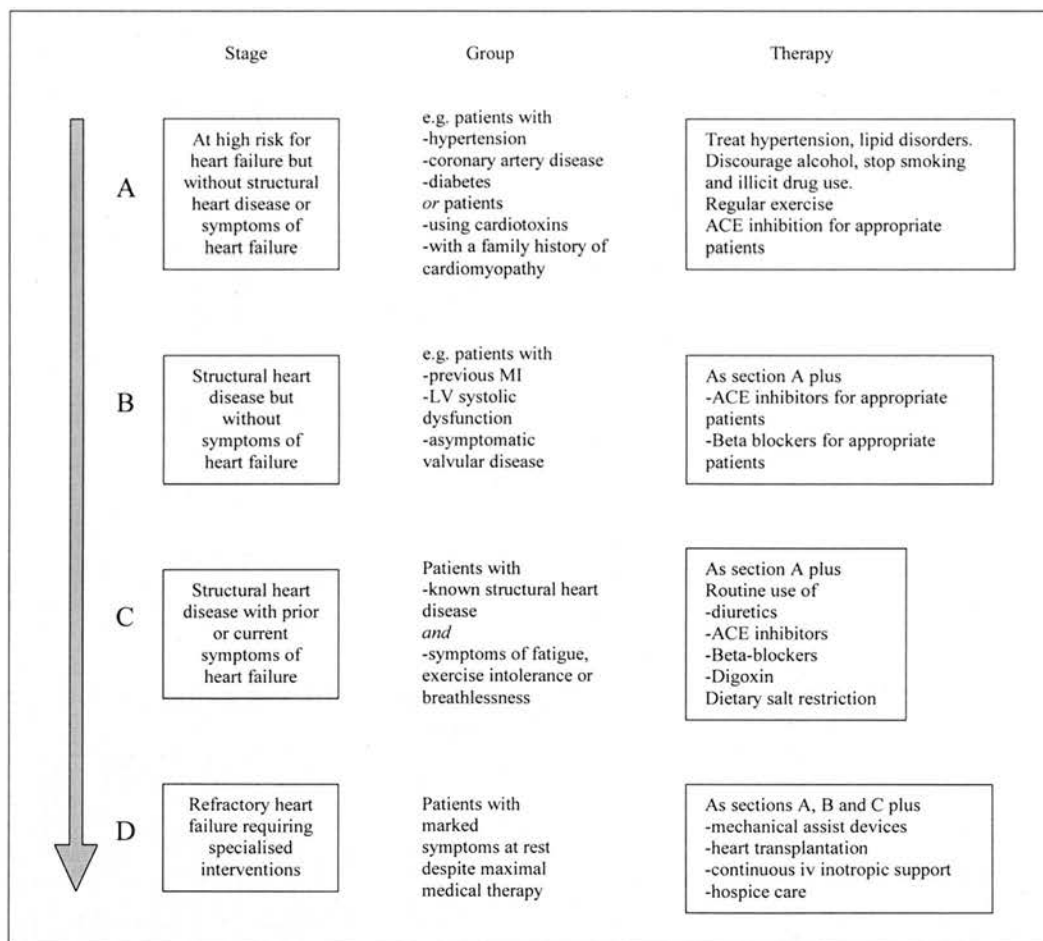 Stage
Group
Therapy
A
At high risk for
heart failure but
without structural
heart disease or
symptoms of
heart failure
e.g. patients with
-hypertension
-coronary artery disease
-diabetes
or patients
-using cardiotoxins
-with a family history of
cardiomyopathy
Treat hypertension, lipid disorders.
Discourage alcohol, stop smoking
and illicit drug use.
Regular exercise
ACE inhibition for appropriate
patients
B
Structural heart
disease but
without
symptoms of
heart failure
e.g. patients with
-previous MI
-LV systolic
dysfunction
-asymptomatic
valvular disease
As section A plus
-ACE inhibitors for appropriate
patients
-Beta blockers for appropriate
patients
C
Structural heart
disease with prior
or current
symptoms of
heart failure
Patients with
-known structural heart
disease
and
-symptoms of fatigue,
exercise intolerance or
breathlessness
As section A plus
Routine use of
-diuretics
-ACE inhibitors
-Beta-blockers
-Digoxin
Dietary salt restriction
D
Refractory heart
failure requiring
specialised
interventions
Patients with
marked
symptoms at rest
despite maximal
medical therapy
As sections A, B and C plus
-mechanical assist devices
-heart transplantation
-continuous iv inotropic support
-hospice care